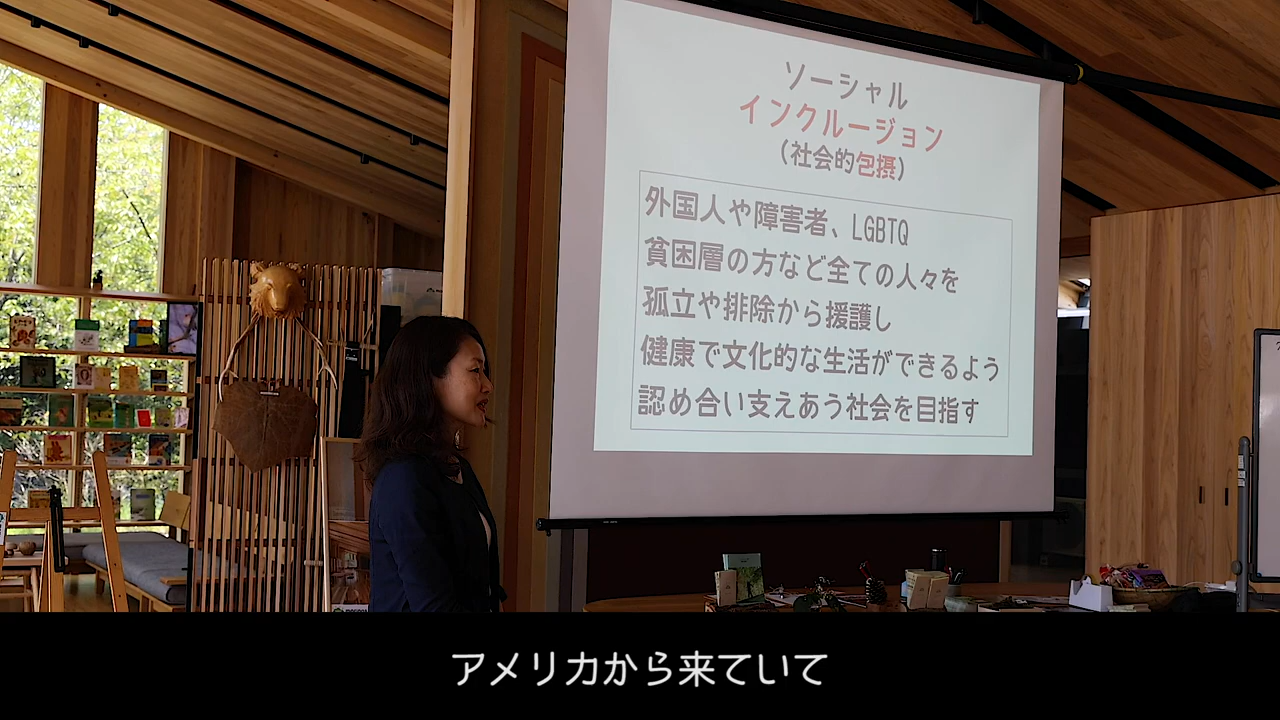 ソーシャル
インクルージョン
(社会的包摂)
外国人や障害者、LGBTQ
貧困層の方など全ての人々を
孤立や排除から援護し
健康で文化的な生活ができるよう
認め合い支えあう社会を目指す
アメリカから来ていて